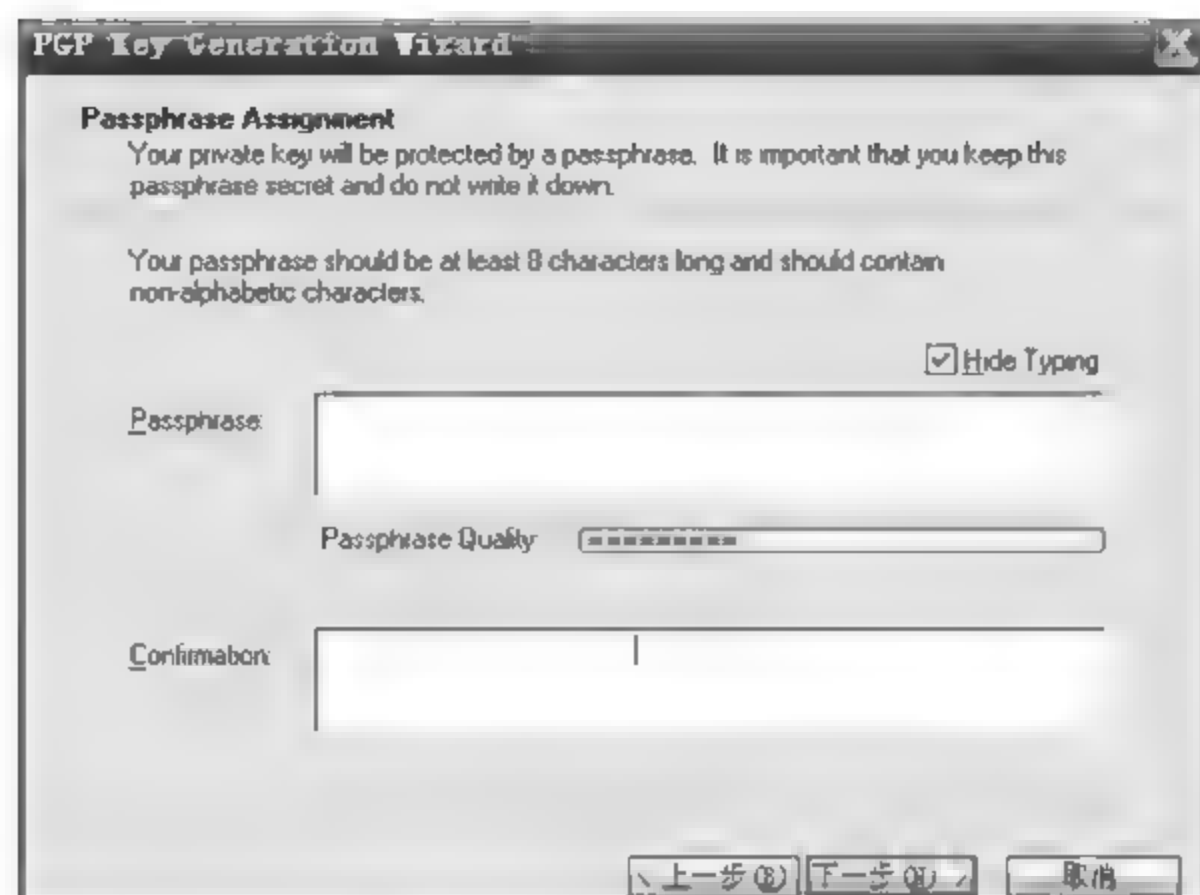 PGP Key Generation Wizard
Passphrase Assignment
Your private key will be protected by a passphrase. It is important that you keep this
passphrase secret and do not write it down.
Your passphrase should be at least 8 characters long and should contain
non-alphabetic characters.
Hide Typing
Passphrase:
Passphrase Quality
Confirmation:
< 上一步(B) 下一步(N) > 取消